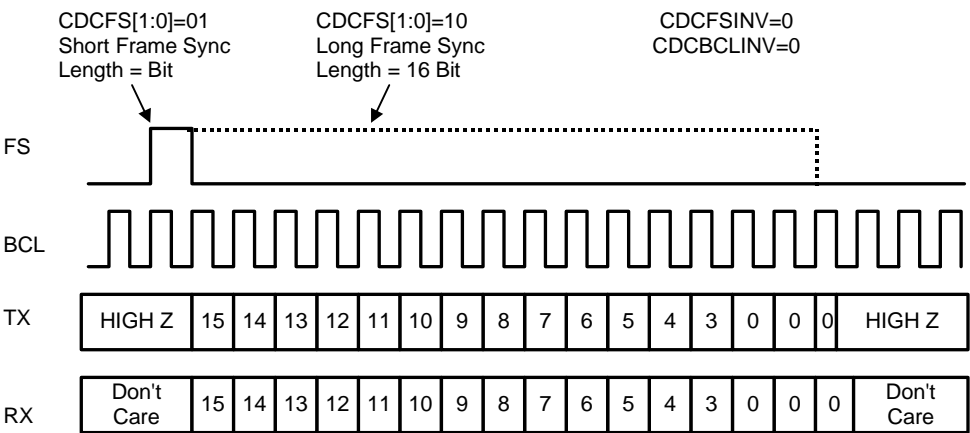 CDCFS[1:0]=01
Short Frame Sync
Length = Bit
CDCFS[1:0]=10
Long Frame Sync
Length = 16 Bit
CDCFSINV=0
CDCBCLINV=0
FS
BCL
TX
HIGH Z 15 14 13 12 11 10 9 8 7 6 5 4 3 0 0 0 HIGH Z
RX
Don't Care 15 14 13 12 11 10 9 8 7 6 5 4 3 0 0 0 Don't Care